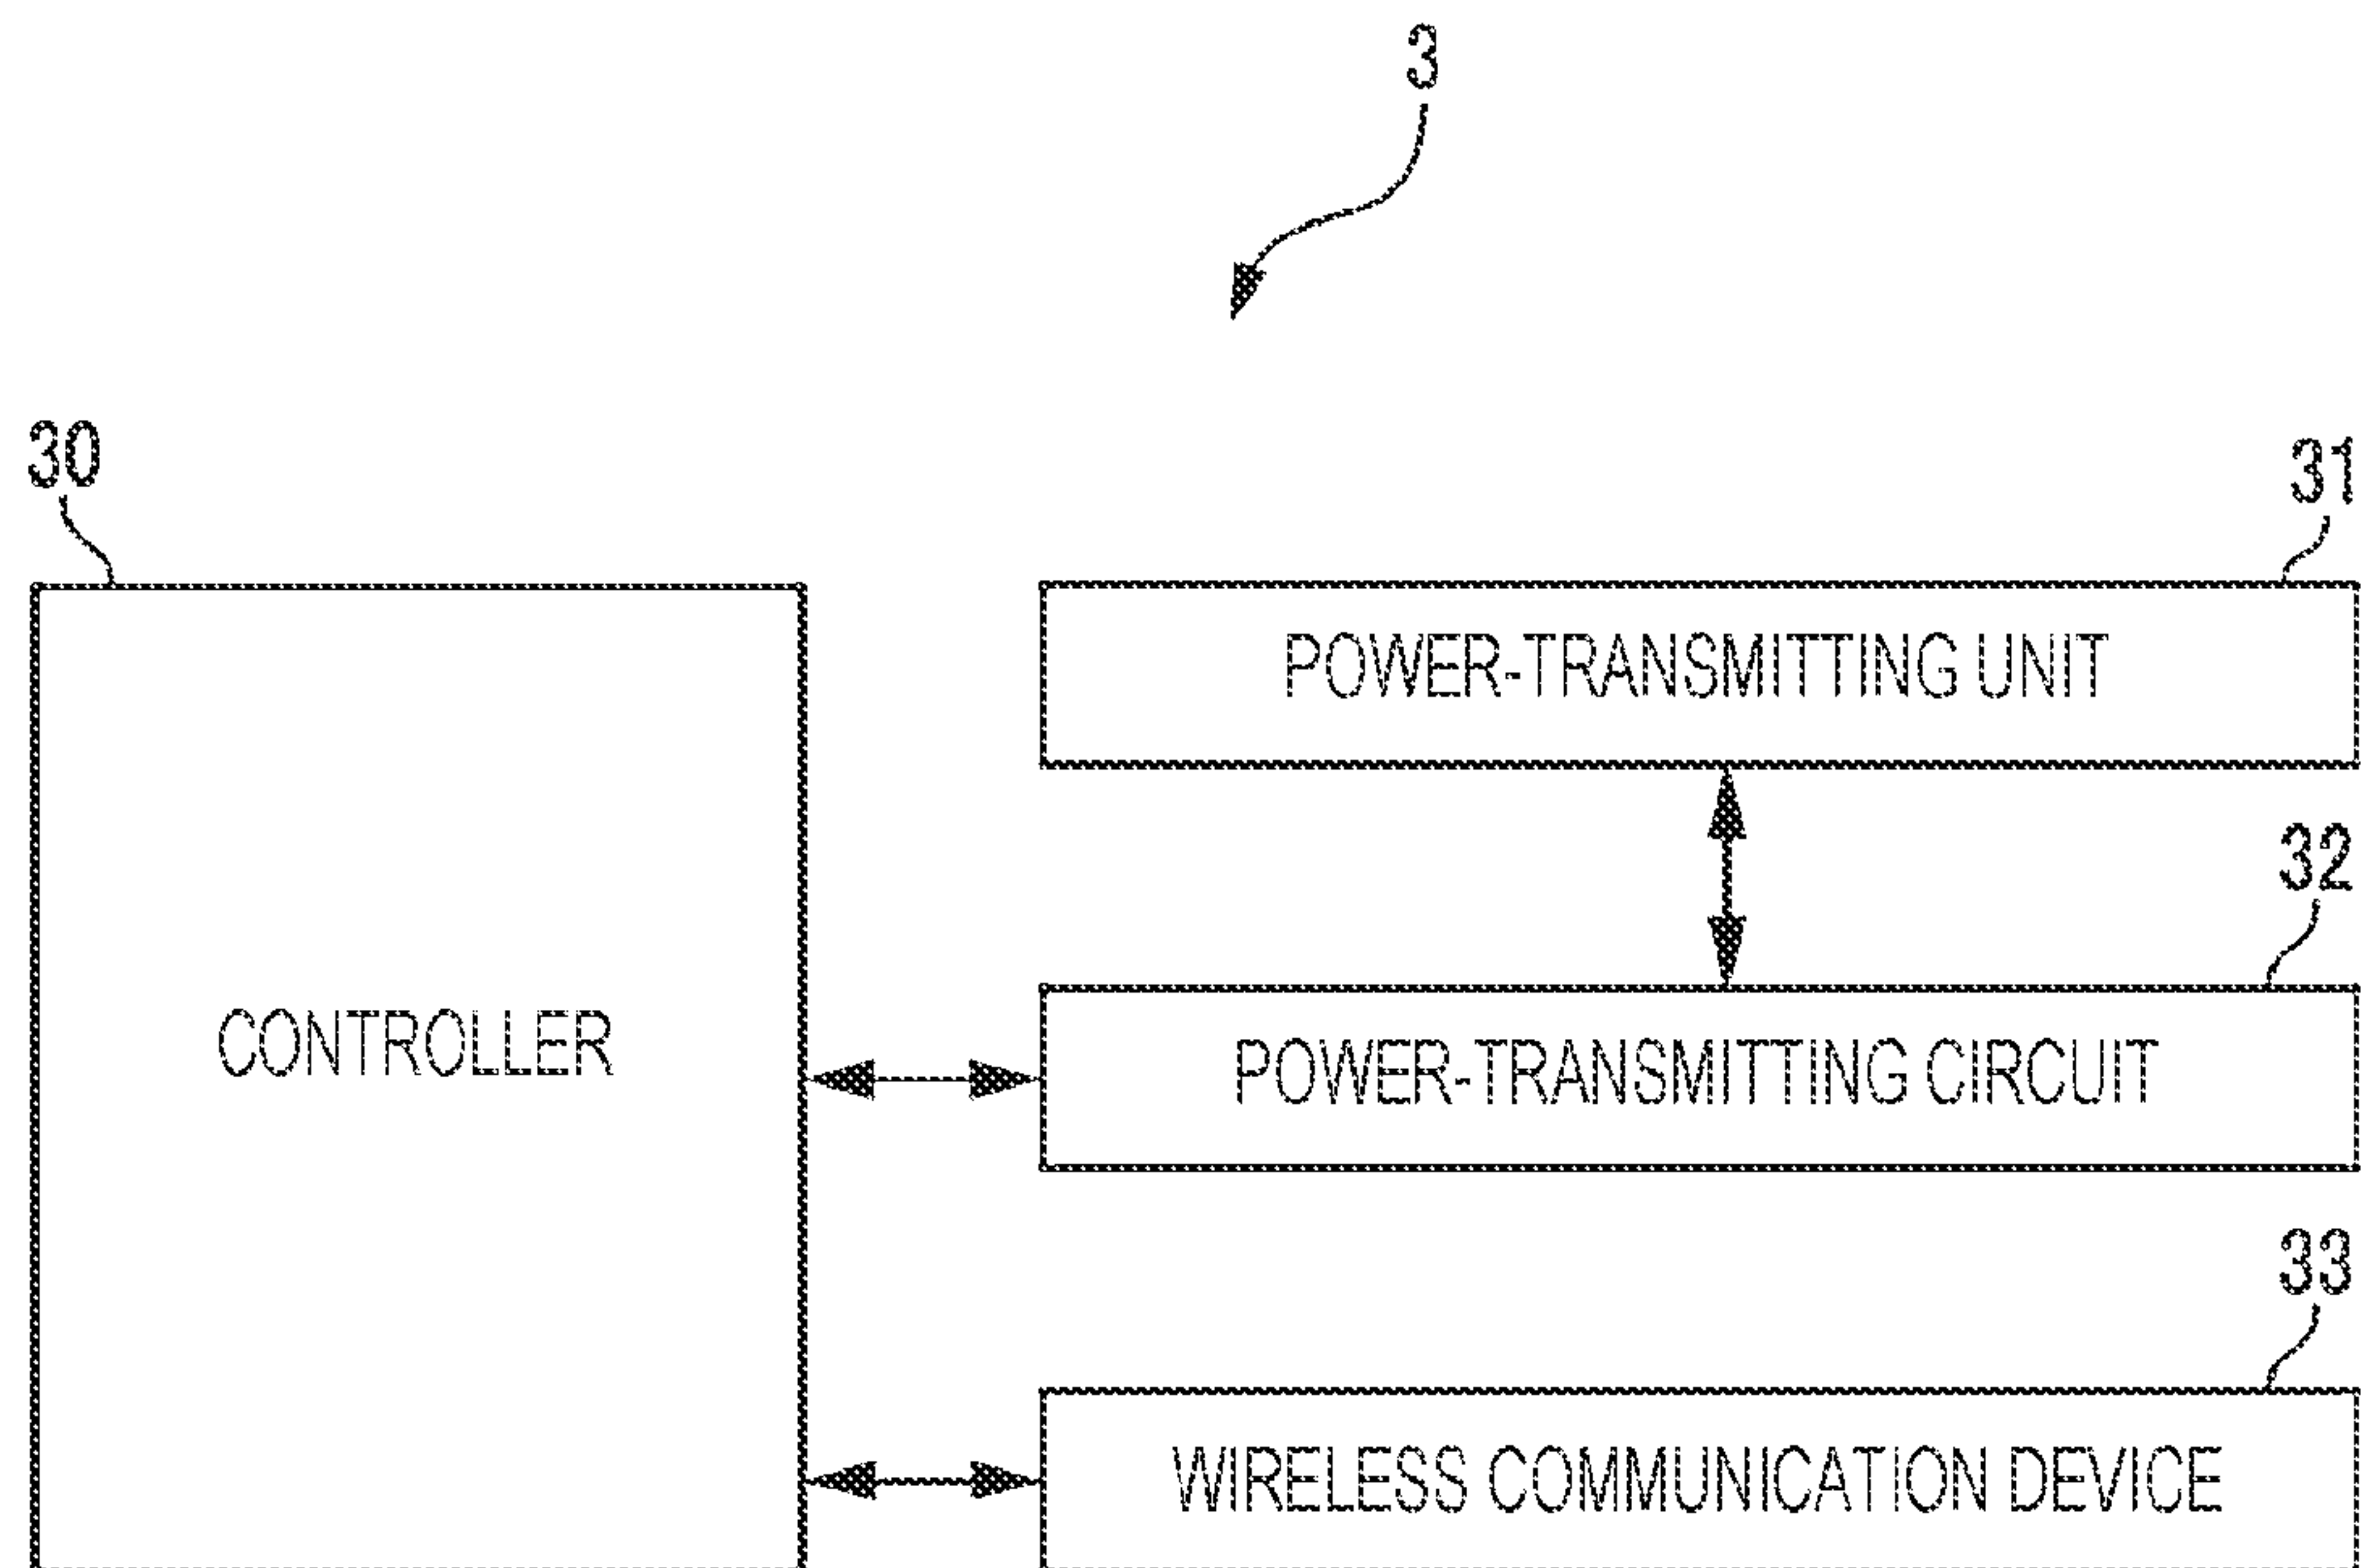 3
30
31
POWER-TRANSMITTING UNIT
32
CONTROLLER
POWER-TRANSMITTING CIRCUIT
33
WIRELESS COMMUNICATION DEVICE